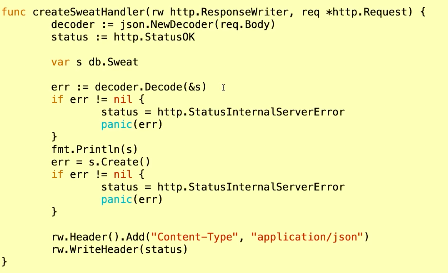 func createSweatHandler(rw http.ResponseWriter, req *http.Request) {
        decoder := json.NewDecoder(req.Body)
        status := http.StatusOK

        var s db.Sweat

        err := decoder.Decode(&s)
        if err != nil {
                status = http.StatusInternalServerError
                panic(err)
        }
        fmt.Println(s)
        err = s.Create()
        if err != nil {
                status = http.StatusInternalServerError
                panic(err)
        }

        rw.Header().Add("Content-Type", "application/json")
        rw.WriteHeader(status)
}